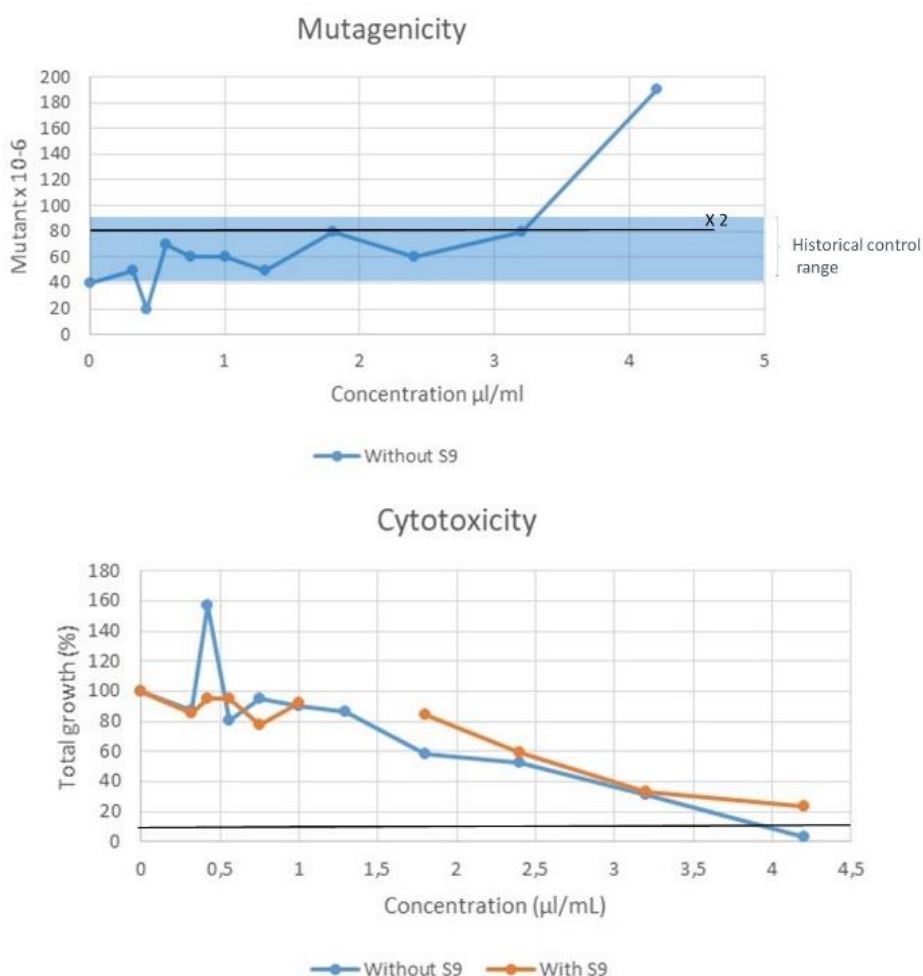 Mutagenicity
Mutant x 10-6
200
180
160
140
120
100
80
60
40
20
0
X 2
Historical control
range
0 1 2 3 4 5
Concentration µl/ml
Without S9
Cytotoxicity
Total growth (%)
180
160
140
120
100
80
60
40
20
0
0 0,5 1 1,5 2 2,5 3 3,5 4 4,5
Concentration (µl/mL)
Without S9 With S9